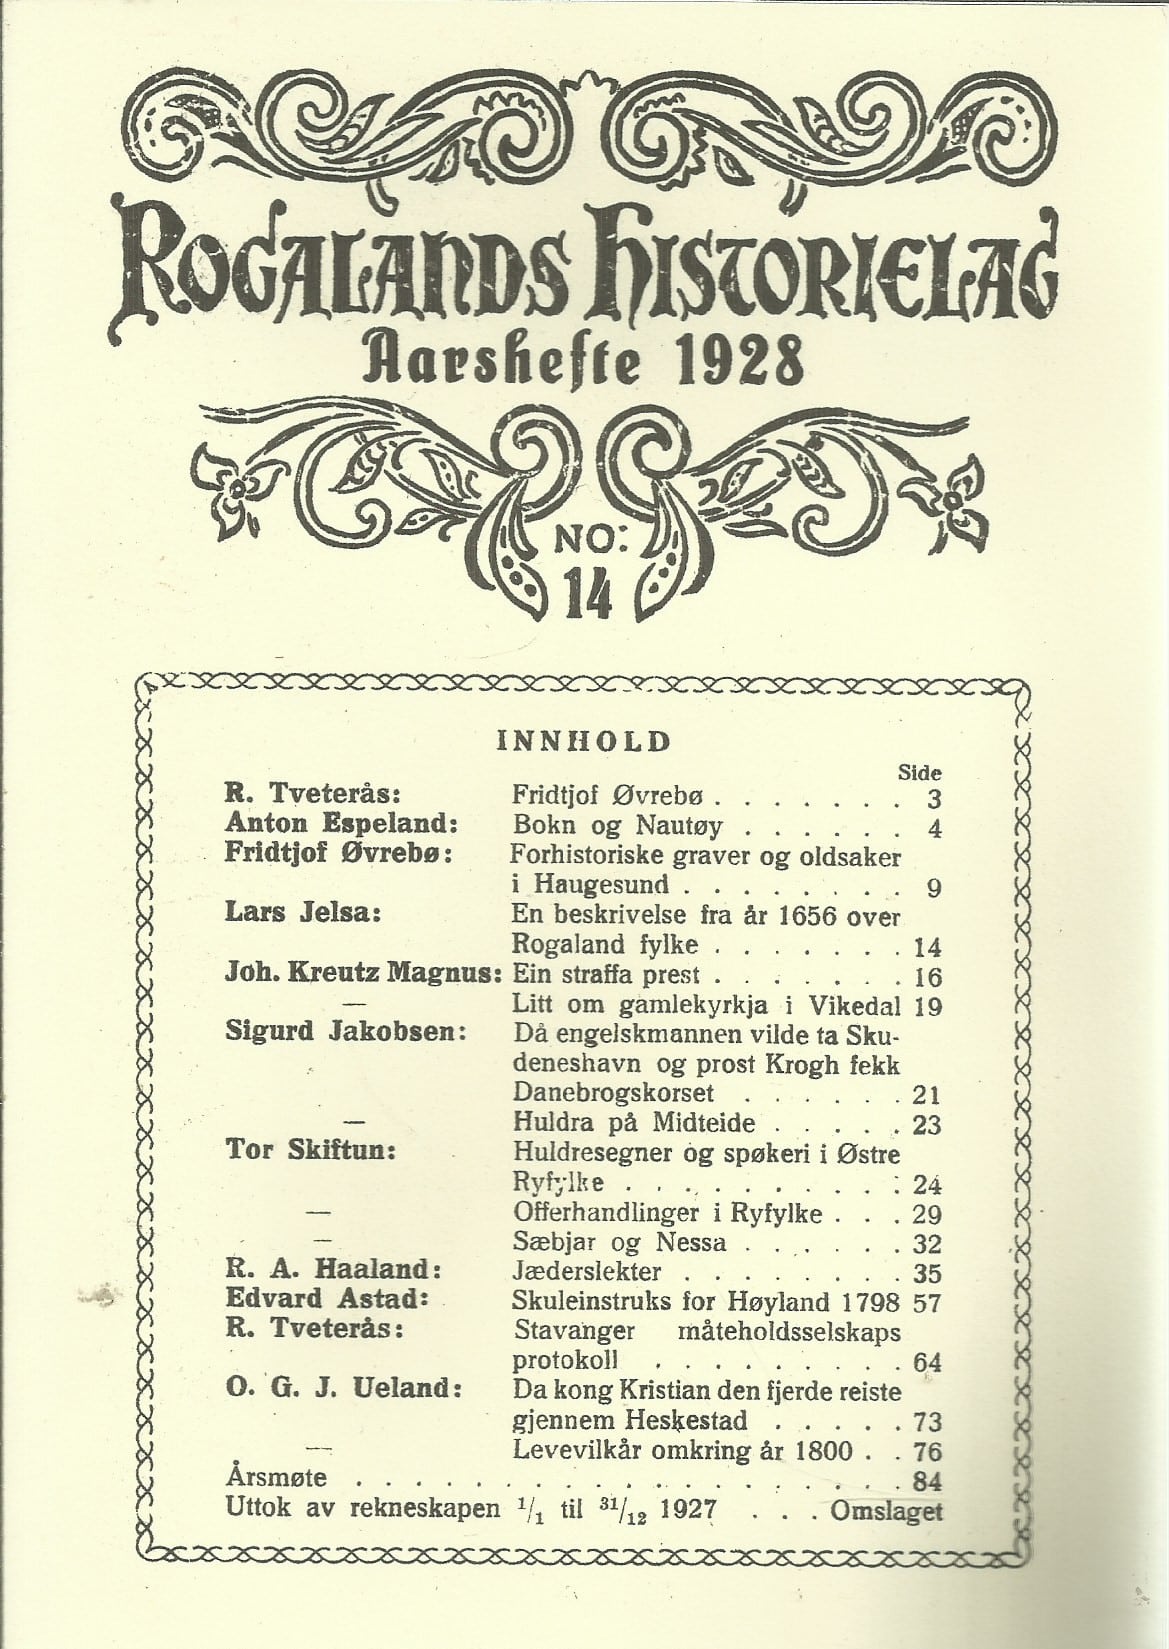 ROGALANDS HISTORIELAG
Aarshefte 1928
NO:
14
INNHOLD
Side
R. Tveterås: Fridtjof Øvrebø . . . . . . . 3
Anton Espeland: Bokn og Nautøy . . . . . . 4
Fridtjof Øvrebø: Forhistoriske graver og oldsaker
i Haugesund . . . . . . . . 9
Lars Jelsa: En beskrivelse fra år 1656 over
Rogaland fylke . . . . . . . 14
Joh. Kreutz Magnus: Ein straffa prest . . . . . . . 16
— Litt om gamlekyrkja i Vikedal 19
Sigurd Jakobsen: Då engelskmannen vilde ta Sku-
deneshavn og prost Krogh fekk
Danebrogskorset . . . . . . 21
— Huldra på Midteide . . . . . 23
Tor Skiftun: Huldresegner og spøkeri i Østre
Ryfylke . . . . . . . . . . 24
— Offerhandlinger i Ryfylke . . . 29
— Sæbjar og Nessa . . . . . . 32
R. A. Haaland: Jæderslekter . . . . . . . . 35
Edvard Astad: Skuleinstruks for Høyland 1798 57
R. Tveterås: Stavanger måteholdsselskaps
protokoll . . . . . . . . . 64
O. G. J. Ueland: Da kong Kristian den fjerde reiste
gjennem Heskestad . . . . . 73
— Levevilkår omkring år 1800 . . 76
Årsmøte . . . . . . . . . . . . . . . . . . . 84
Uttok av rekneskapen 1/1 til 31/12 1927 . . . Omslaget